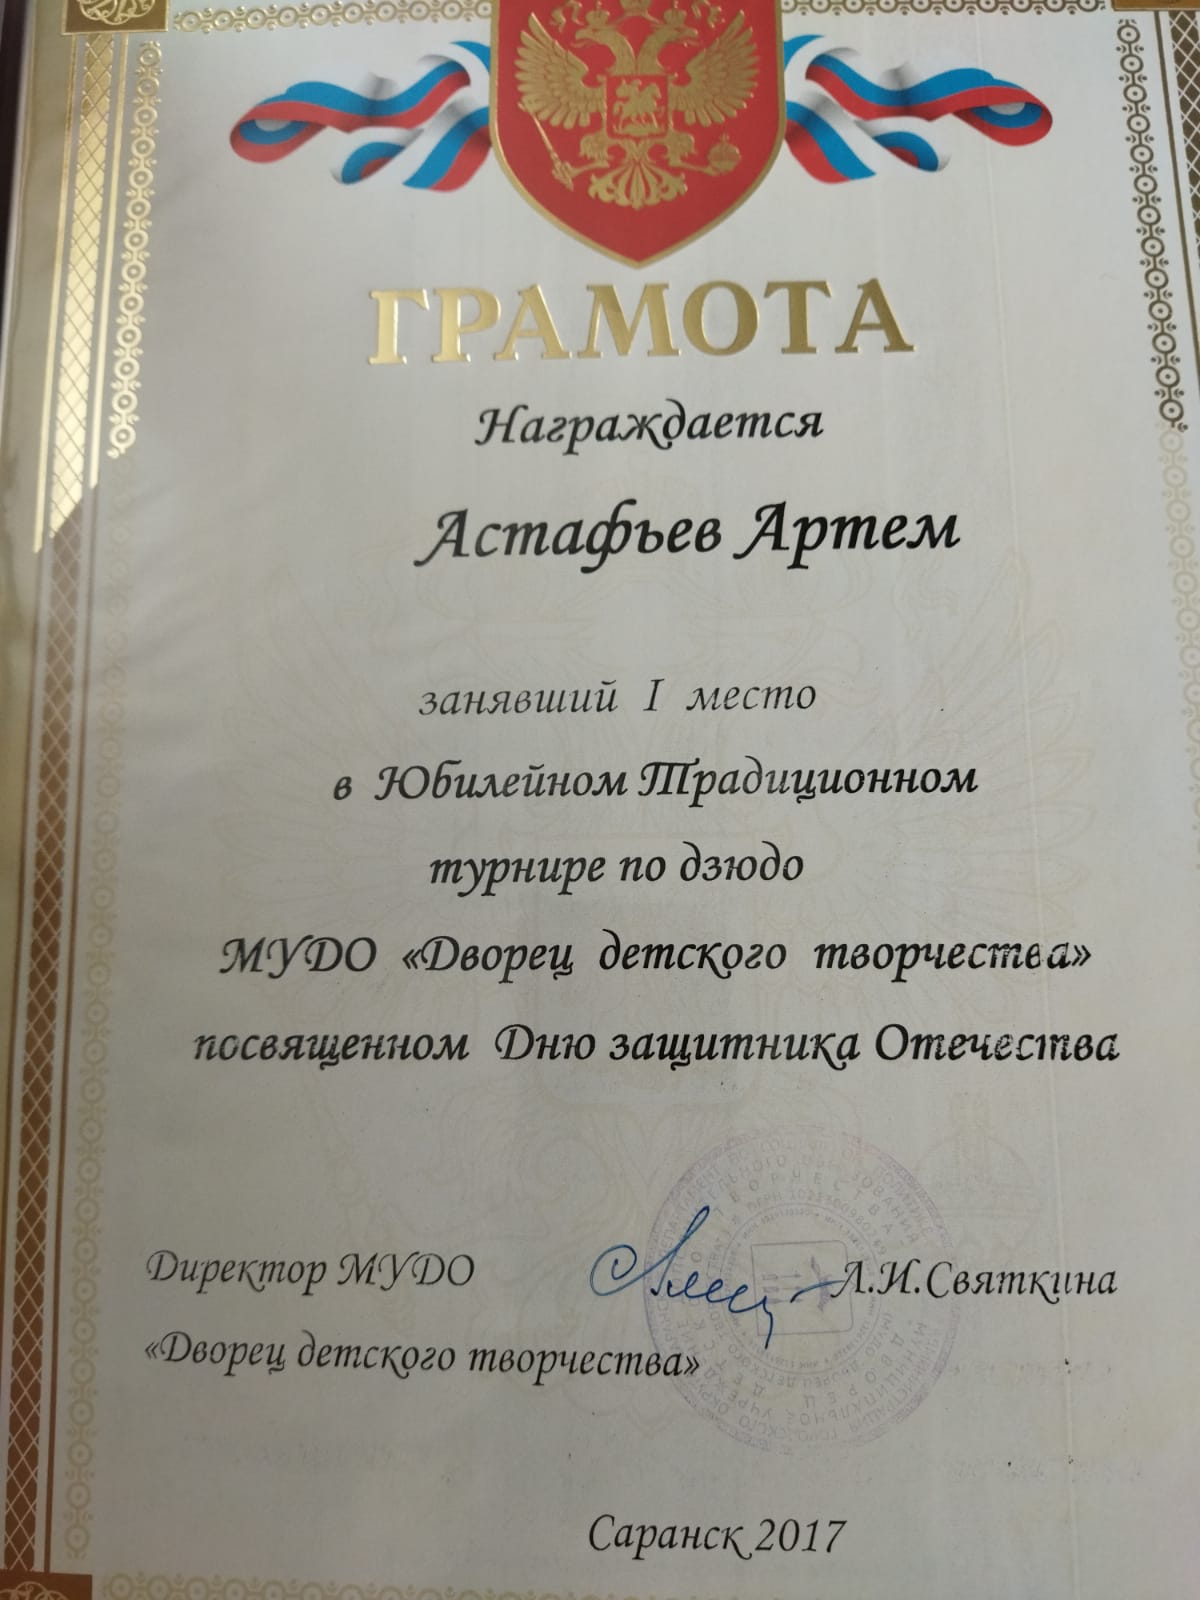 ГРАМОТА
Награждается
Астафьев Артем
занявший I место
в Юбилейном Традиционном
турнире по дзюдо
МУДО «Дворец детского творчества»
посвященном Дню защитника Отечества
Директор МУДО
Л.И.Святкина
«Дворец детского творчества»
Саранск 2017